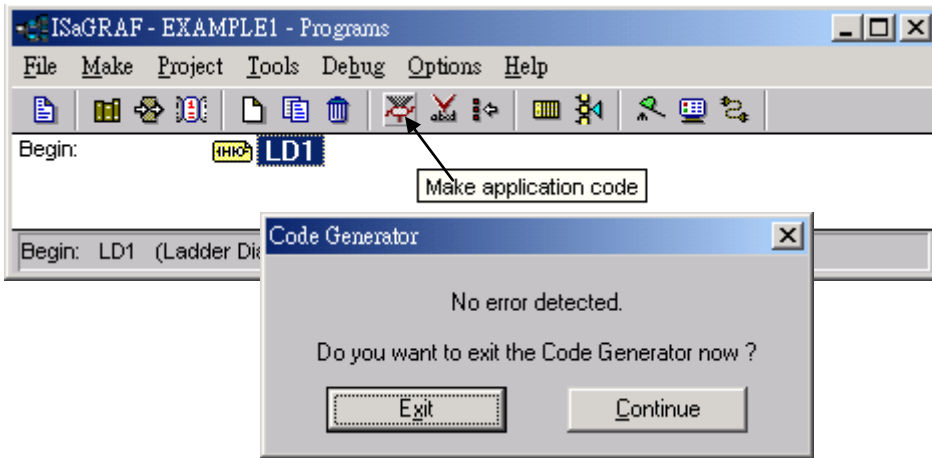 ISaGRAF - EXAMPLE1 - Programs
File Make Project Tools Debug Options Help
Begin: LD1
Make application code
Begin: LD1 (Ladder Dia
Code Generator
No error detected.
Do you want to exit the Code Generator now ?
Exit Continue